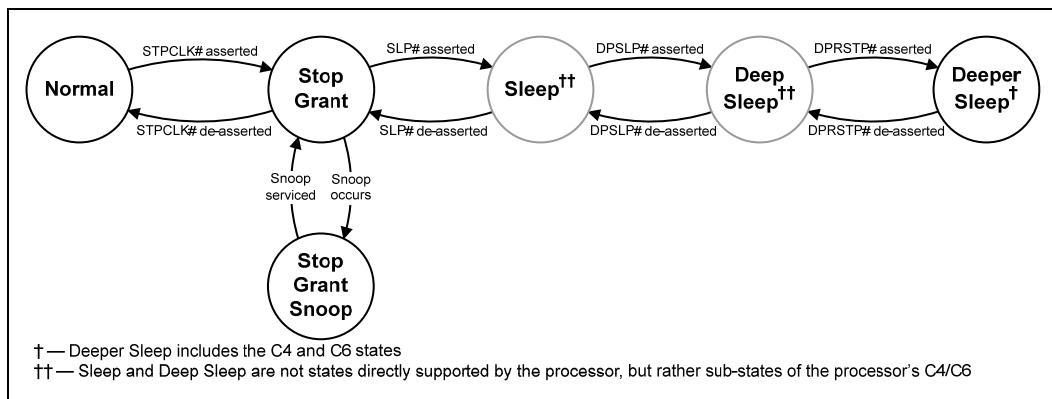 STPCLK# asserted
SLP# asserted
DPSLP# asserted
DPRSTP# asserted
Normal
Stop
Grant
Sleep††
Deep
Sleep††
Deeper
Sleep†
STPCLK# de-asserted
SLP# de-asserted
DPSLP# de-asserted
DPRSTP# de-asserted
Snoop
serviced
Snoop
occurs
Stop
Grant
Snoop
† — Deeper Sleep includes the C4 and C6 states
†† — Sleep and Deep Sleep are not states directly supported by the processor, but rather sub-states of the processor's C4/C6